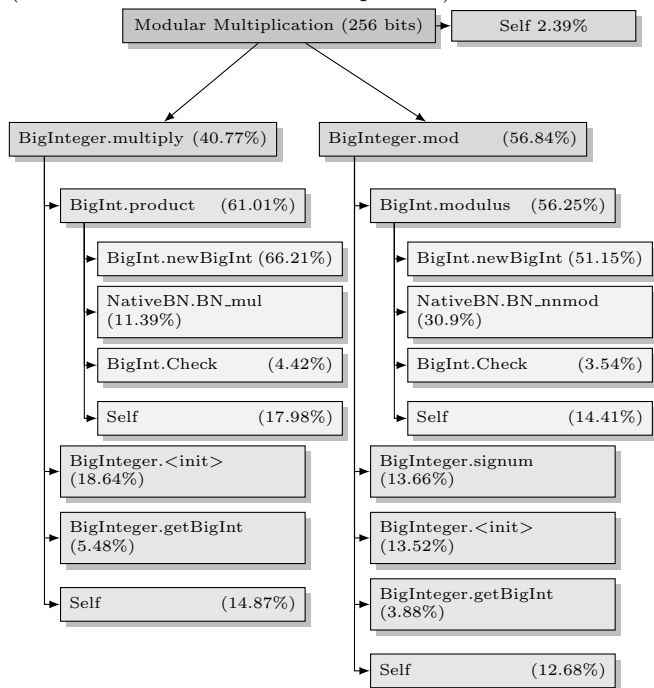 Modular Multiplication (256 bits)
Self 2.39%
BigInteger.multiply (40.77%)
BigInteger.mod (56.84%)
BigInt.product (61.01%)
BigInt.newBigInt (66.21%)
NativeBN.BN_mul
(11.39%)
BigInt.Check (4.42%)
Self (17.98%)
BigInteger.<init>
(18.64%)
BigInteger.getBigInt
(5.48%)
Self (14.87%)
BigInt.modulus (56.25%)
BigInt.newBigInt (51.15%)
NativeBN.BN_nnmod
(30.9%)
BigInt.Check (3.54%)
Self (14.41%)
BigInteger.signum
(13.66%)
BigInteger.<init>
(13.52%)
BigInteger.getBigInt
(3.88%)
Self (12.68%)